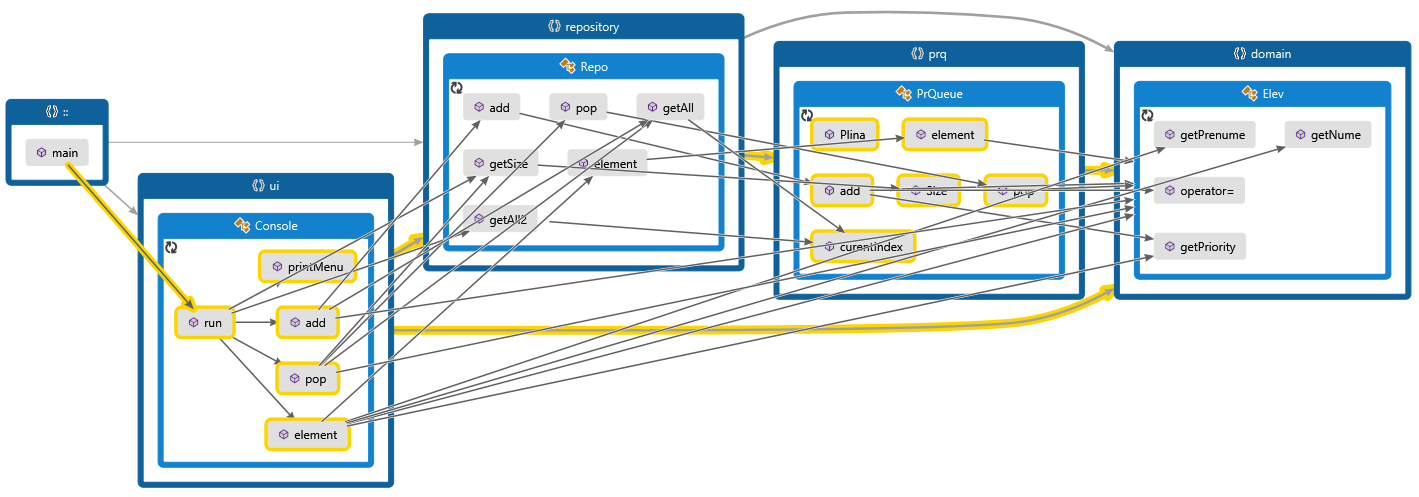 ::
main
ui
Console
printMenu
run
add
pop
element
repository
Repo
add
pop
getAll
getSize
element
getAll2
prq
PrQueue
Plina
element
add
Size
pop
curentIndex
domain
Elev
getPrenume
getNume
operator=
getPriority